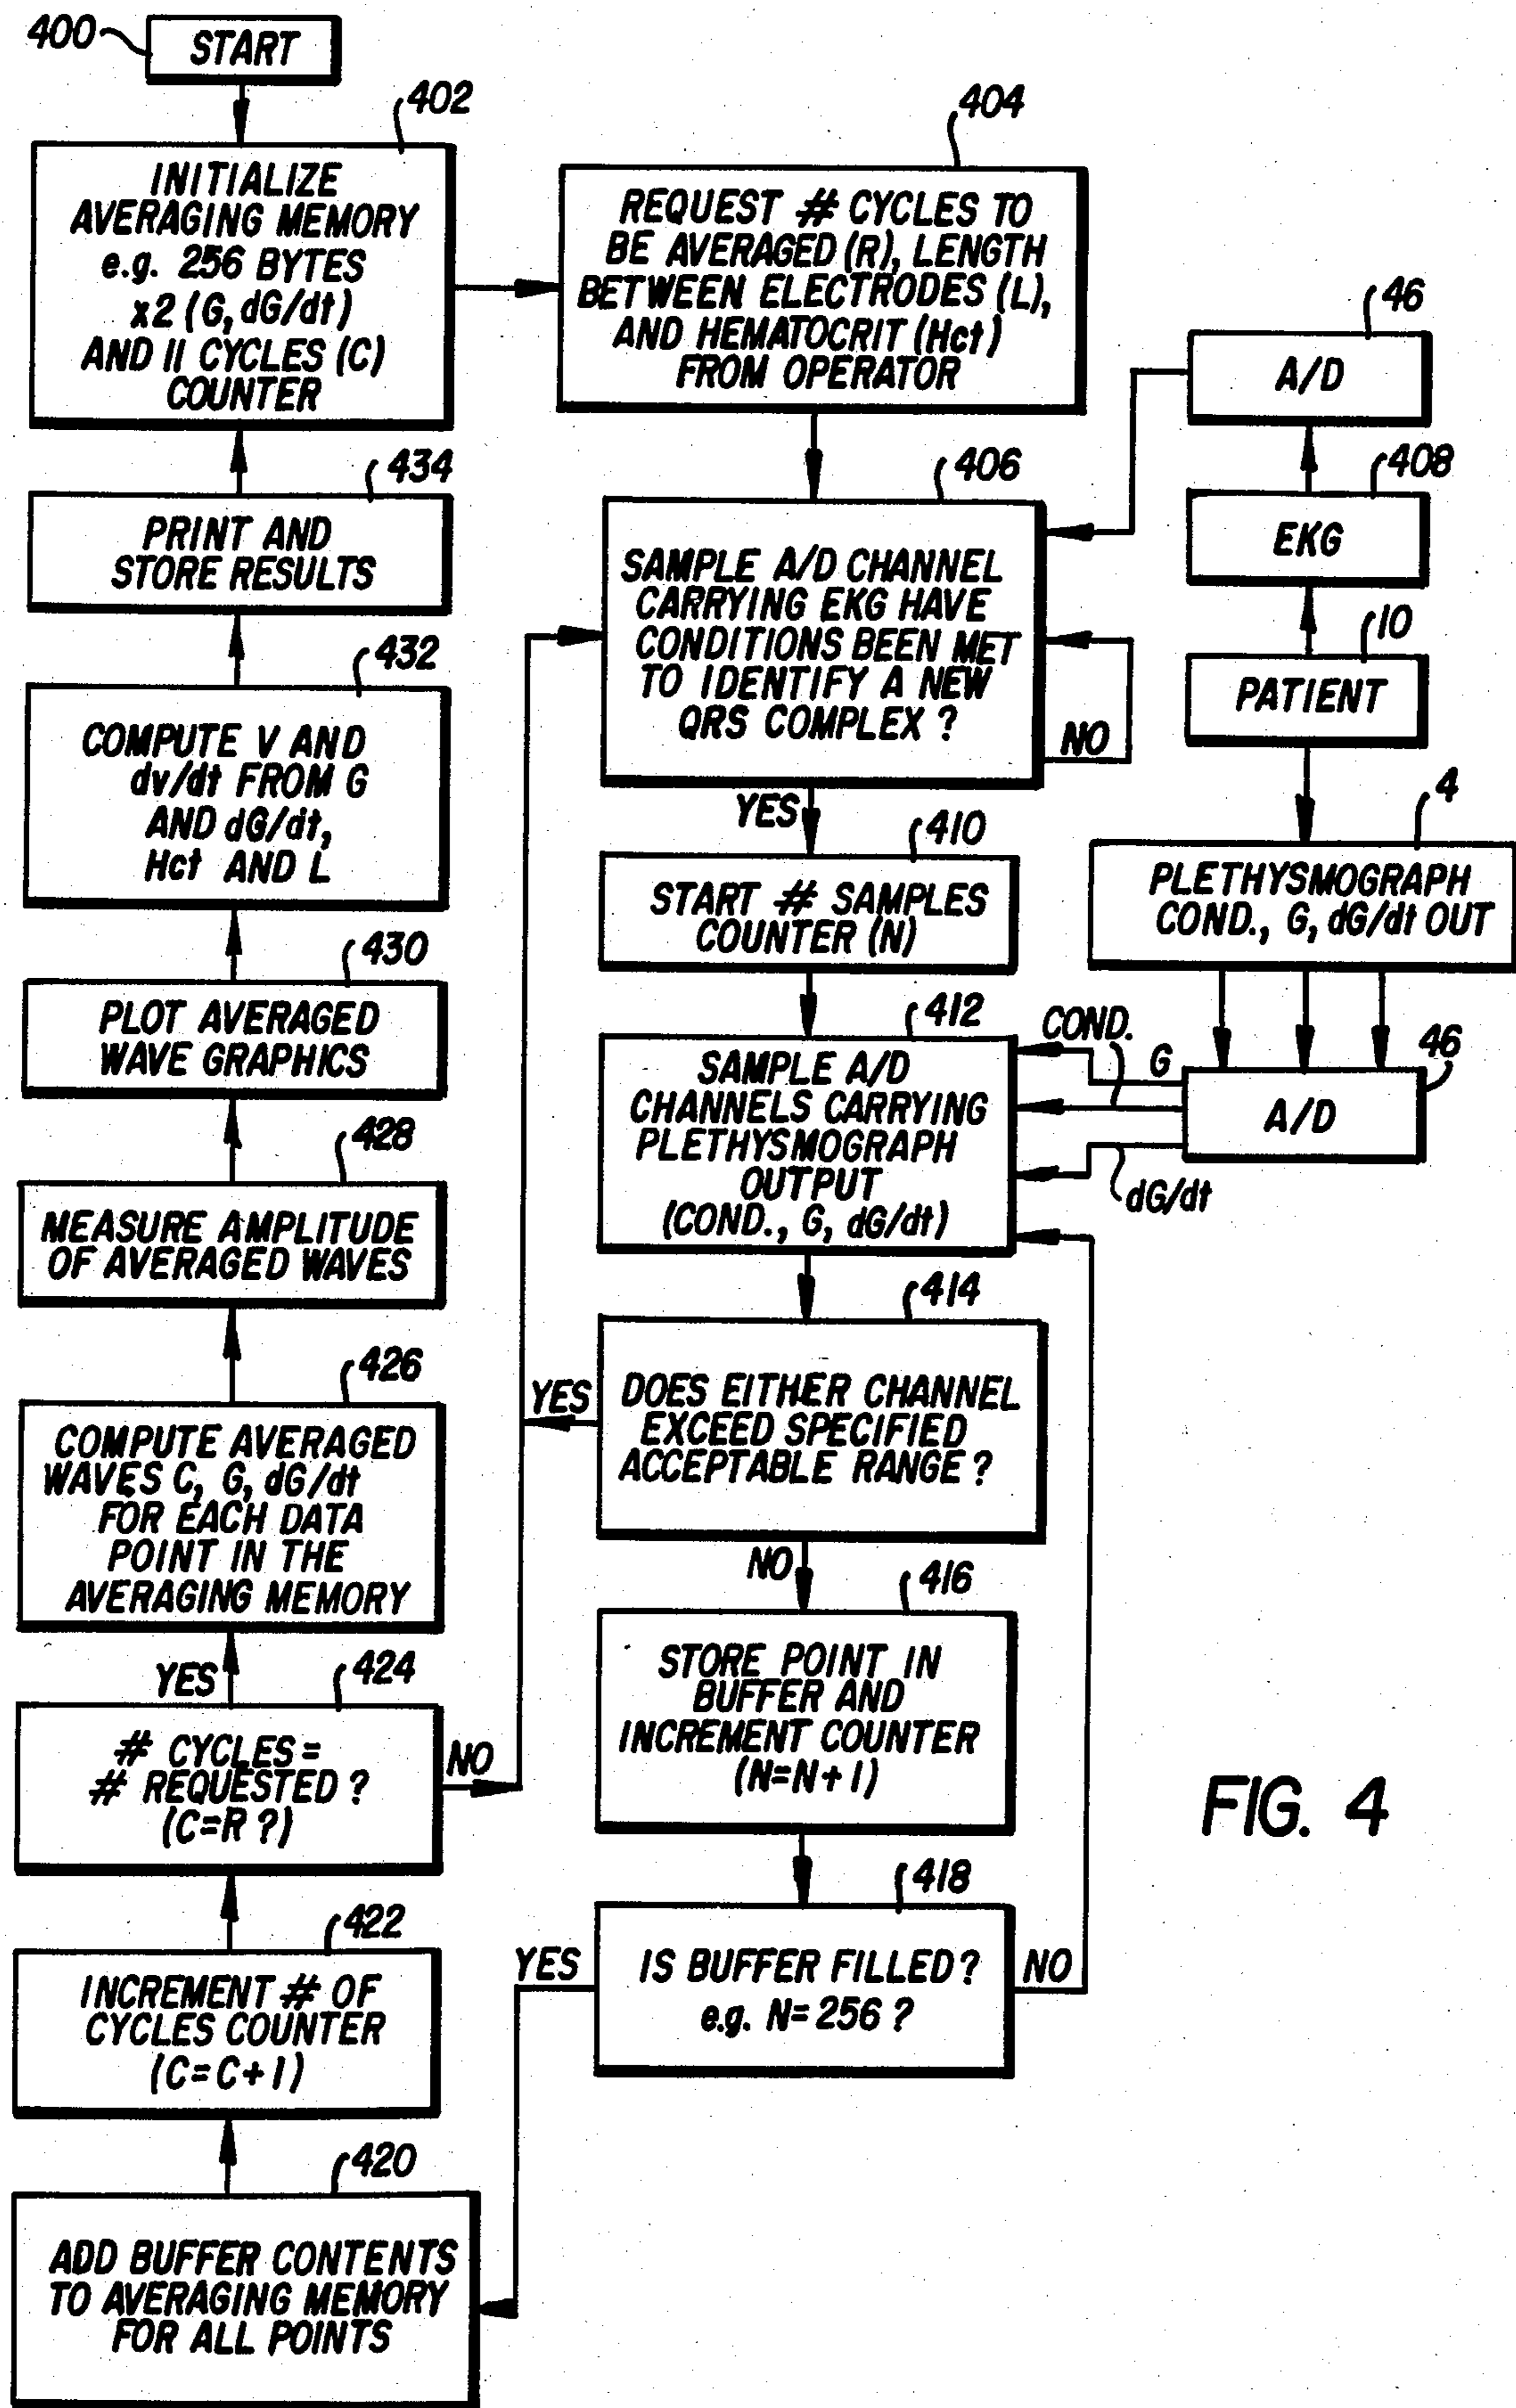 400
START
402
INITIALIZE
AVERAGING MEMORY
e.g. 256 BYTES
x2 (G, dG/dt)
AND II CYCLES (C)
COUNTER
404
REQUEST # CYCLES TO
BE AVERAGED (R), LENGTH
BETWEEN ELECTRODES (L),
AND HEMATOCRIT (Hct)
FROM OPERATOR
46
A/D
408
EKG
10
PATIENT
4
PLETHYSMOGRAPH
COND., G, dG/dt OUT
46
A/D
COND.
G
dG/dt
406
SAMPLE A/D CHANNEL
CARRYING EKG HAVE
CONDITIONS BEEN MET
TO IDENTIFY A NEW
QRS COMPLEX ?
NO
YES
410
START # SAMPLES
COUNTER (N)
412
SAMPLE A/D
CHANNELS CARRYING
PLETHYSMOGRAPH
OUTPUT
(COND., G, dG/dt)
414
DOES EITHER CHANNEL
EXCEED SPECIFIED
ACCEPTABLE RANGE ?
YES
NO
416
STORE POINT IN
BUFFER AND
INCREMENT COUNTER
(N=N+1)
418
IS BUFFER FILLED ?
e.g. N=256 ?
YES
NO
420
ADD BUFFER CONTENTS
TO AVERAGING MEMORY
FOR ALL POINTS
422
INCREMENT # OF
CYCLES COUNTER
(C=C+1)
424
# CYCLES =
# REQUESTED ?
(C=R ?)
NO
YES
426
COMPUTE AVERAGED
WAVES C, G, dG/dt
FOR EACH DATA
POINT IN THE
AVERAGING MEMORY
428
MEASURE AMPLITUDE
OF AVERAGED WAVES
430
PLOT AVERAGED
WAVE GRAPHICS
432
COMPUTE V AND
dv/dt FROM G
AND dG/dt,
Hct AND L
434
PRINT AND
STORE RESULTS
FIG. 4